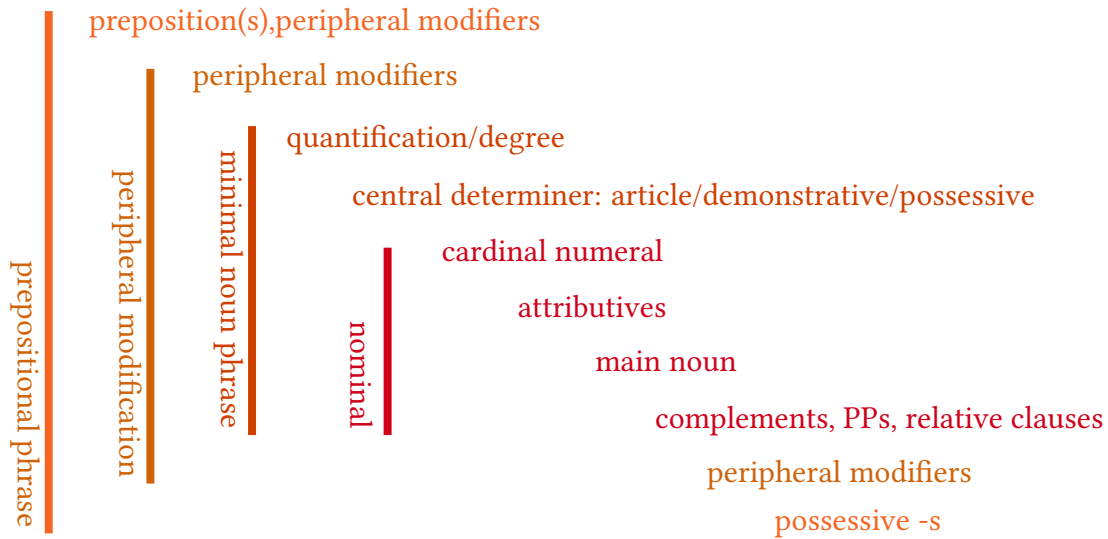 preposition(s),peripheral modifiers
peripheral modifiers
quantification/degree
central determiner: article/demonstrative/possessive
cardinal numeral
attributives
main noun
complements, PPs, relative clauses
peripheral modifiers
possessive -s
prepositional phrase
peripheral modification
minimal noun phrase
nominal